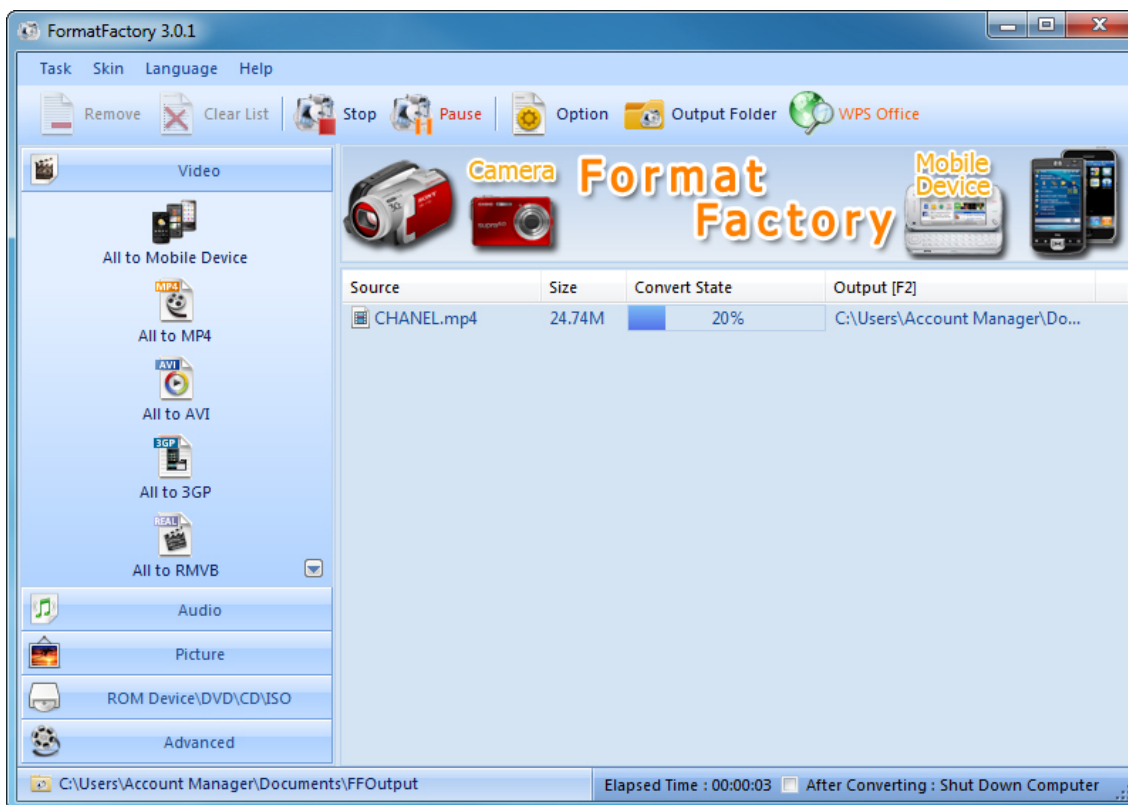 FormatFactory 3.0.1
Task Skin Language Help
Remove Clear List Stop Pause Option Output Folder WPS Office
Video
All to Mobile Device
MP4
All to MP4
AVI
All to AVI
3GP
All to 3GP
REAL
All to RMVB
Audio
Picture
ROM Device\DVD\CD\ISO
Advanced
Camera
Format
Factory
Mobile
Device
SONY
Source Size Convert State Output [F2]
CHANEL.mp4 24.74M 20% C:\Users\Account Manager\Do...
C:\Users\Account Manager\Documents\FFOutput
Elapsed Time : 00:00:03 After Converting : Shut Down Computer